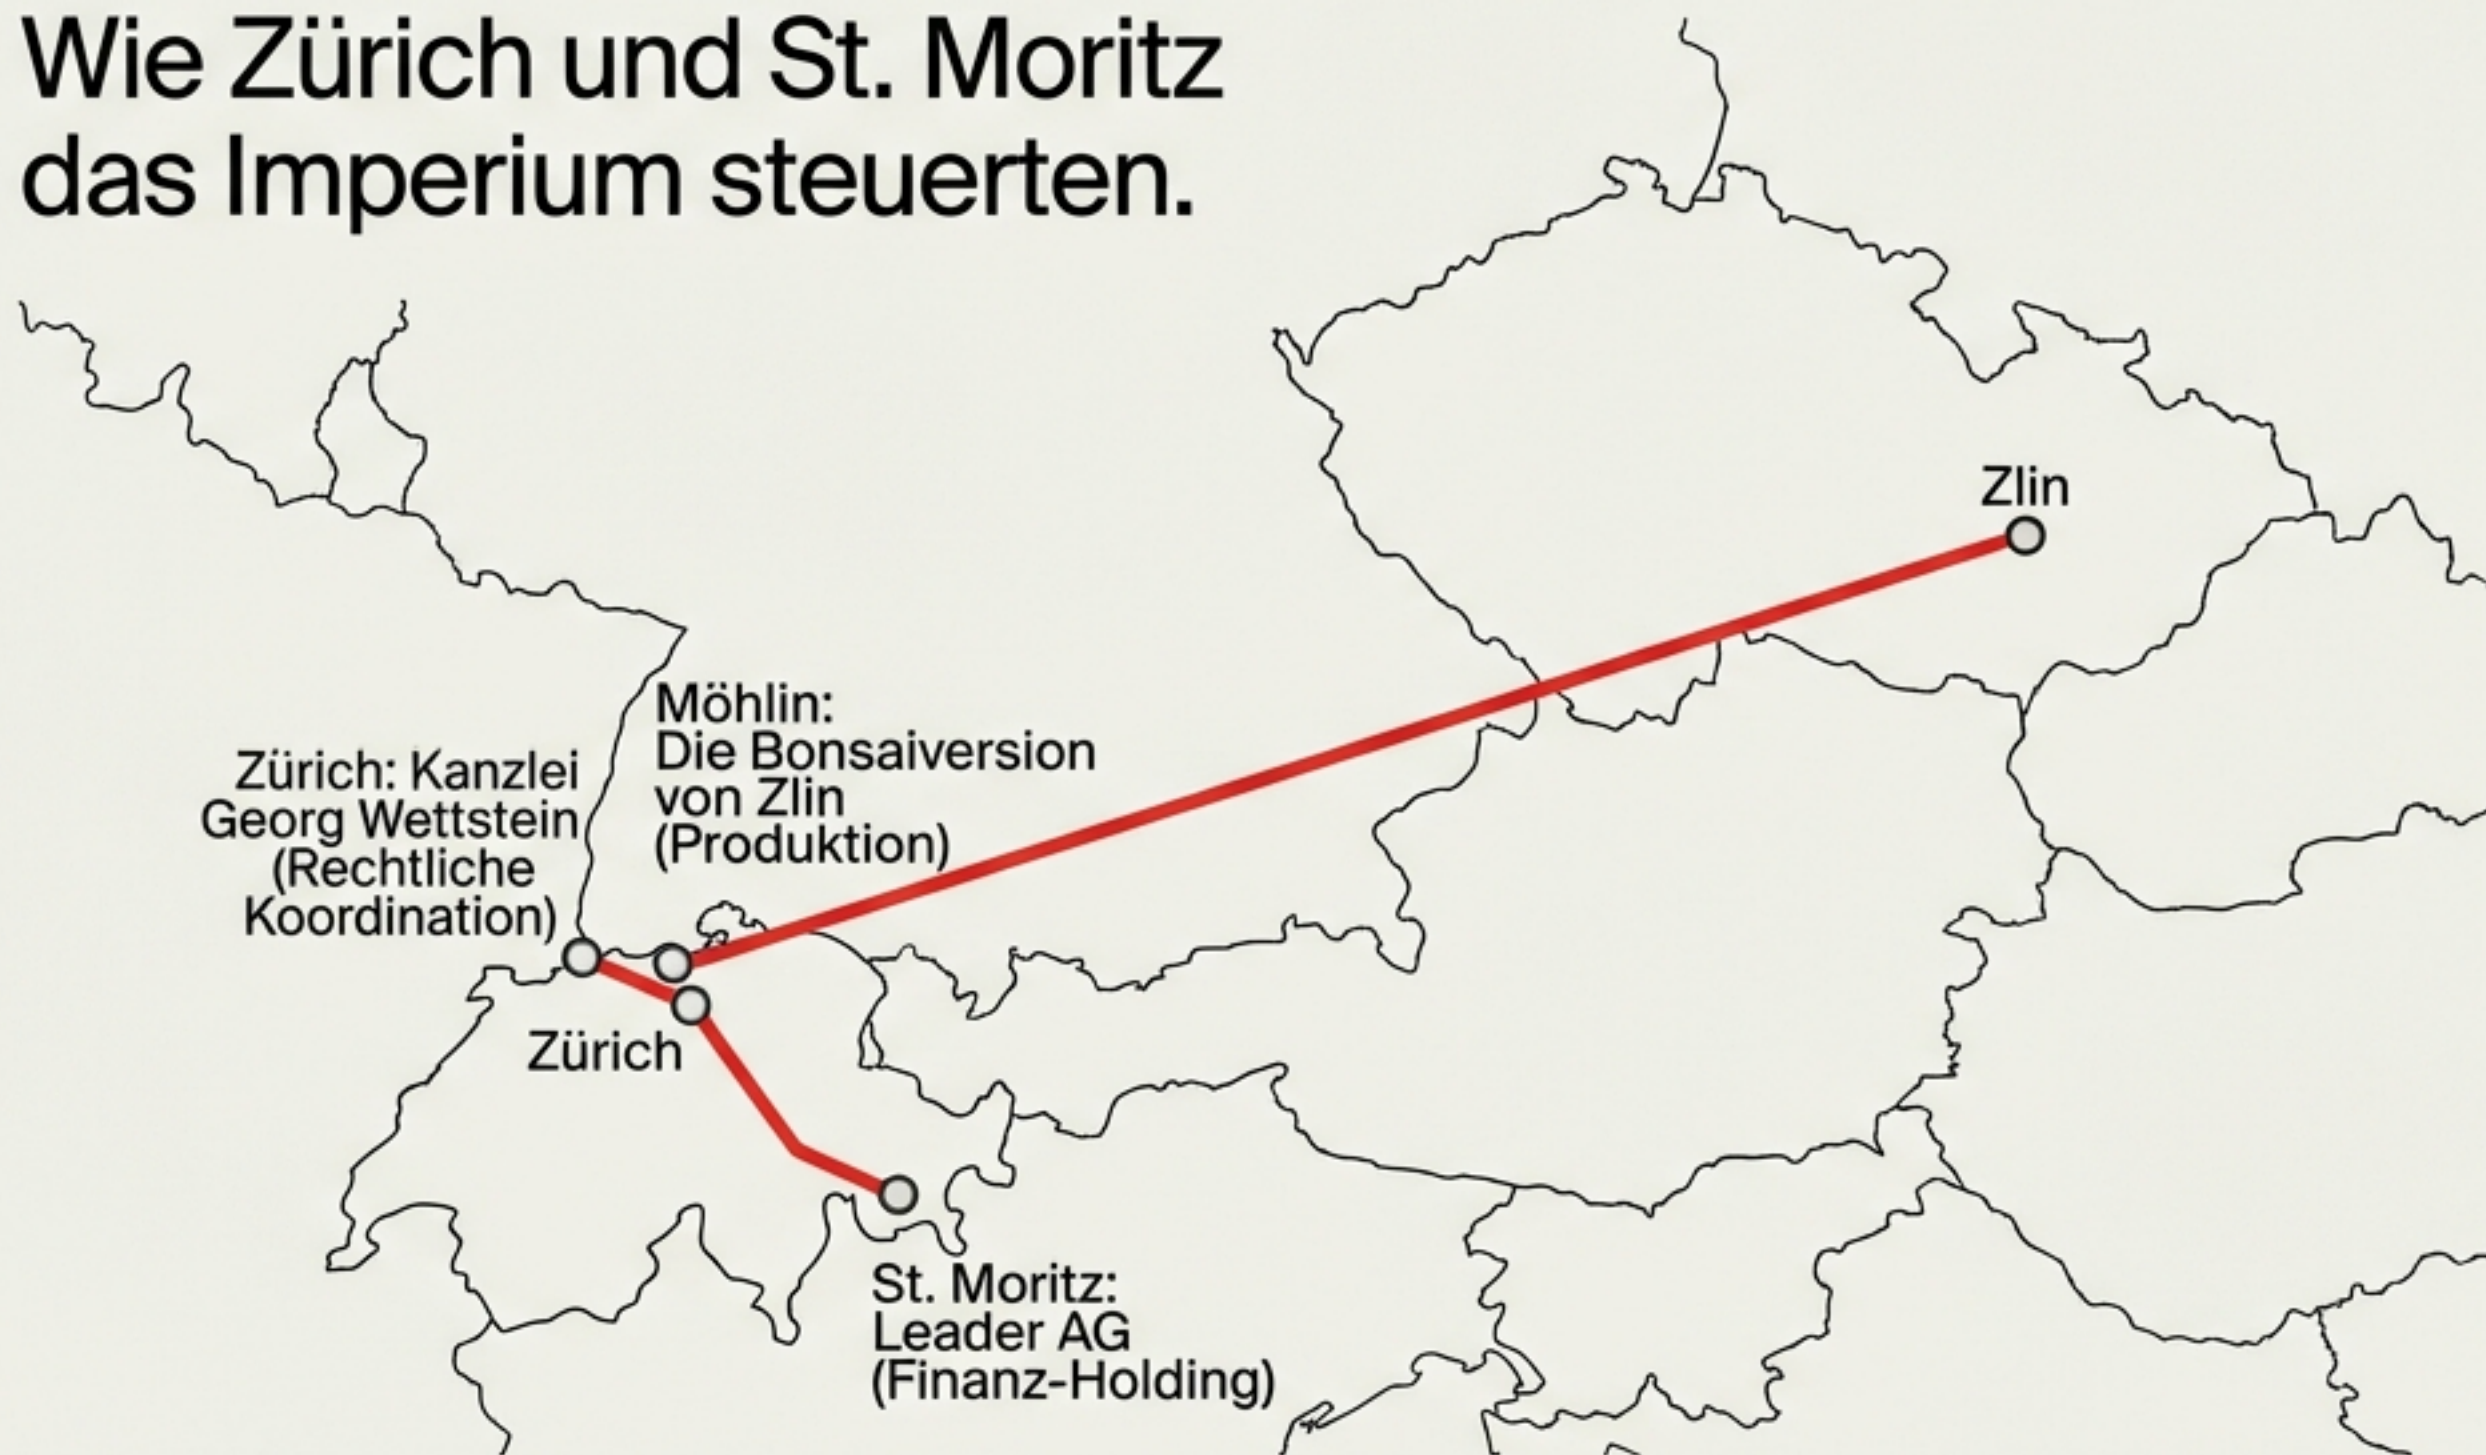 Wie Zürich und St. Moritz
das Imperium steuerten.
Zlin
Möhlin:
Die Bonsaiversion
von Zlin
(Produktion)
Zürich: Kanzlei
Georg Wettstein
(Rechtliche
Koordination)
Zürich
St. Moritz:
Leader AG
(Finanz-Holding)